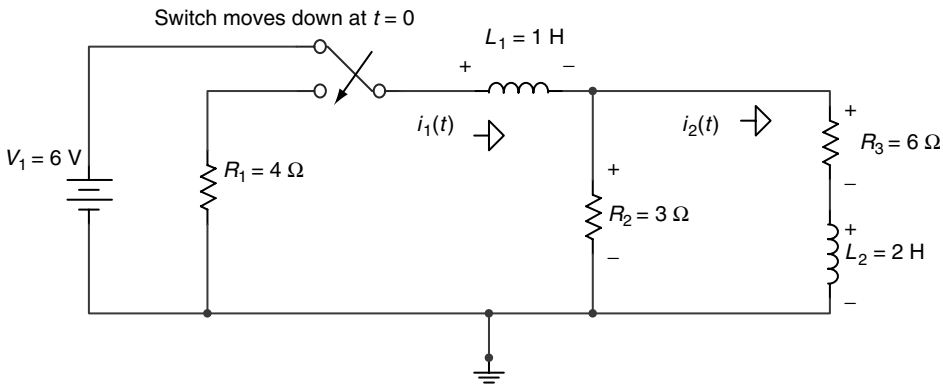 Switch moves down at t = 0
L₁ = 1 H
+ −
i₁(t)
i₂(t)
+
R₃ = 6 Ω
−
V₁ = 6 V
R₁ = 4 Ω
+
R₂ = 3 Ω
−
+
L₂ = 2 H
−